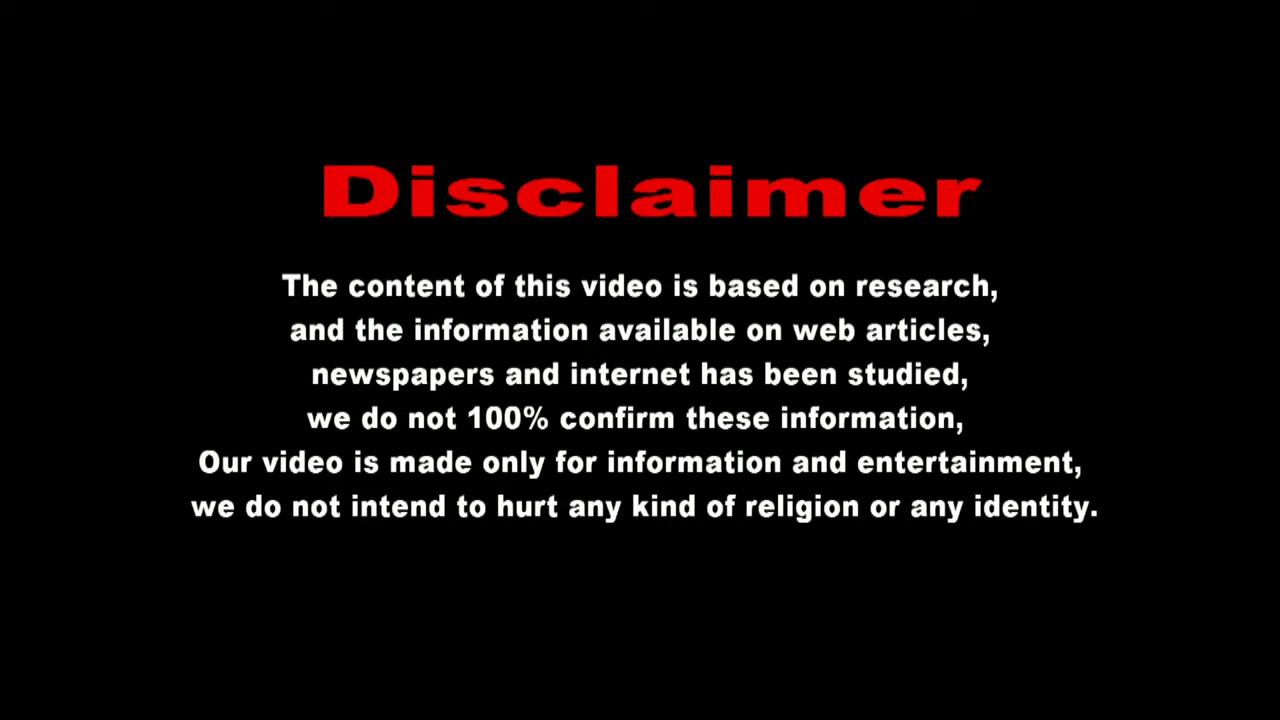 Disclaimer
The content of this video is based on research,
and the information available on web articles,
newspapers and internet has been studied,
we do not 100% confirm these information,
Our video is made only for information and entertainment,
we do not intend to hurt any kind of religion or any identity.